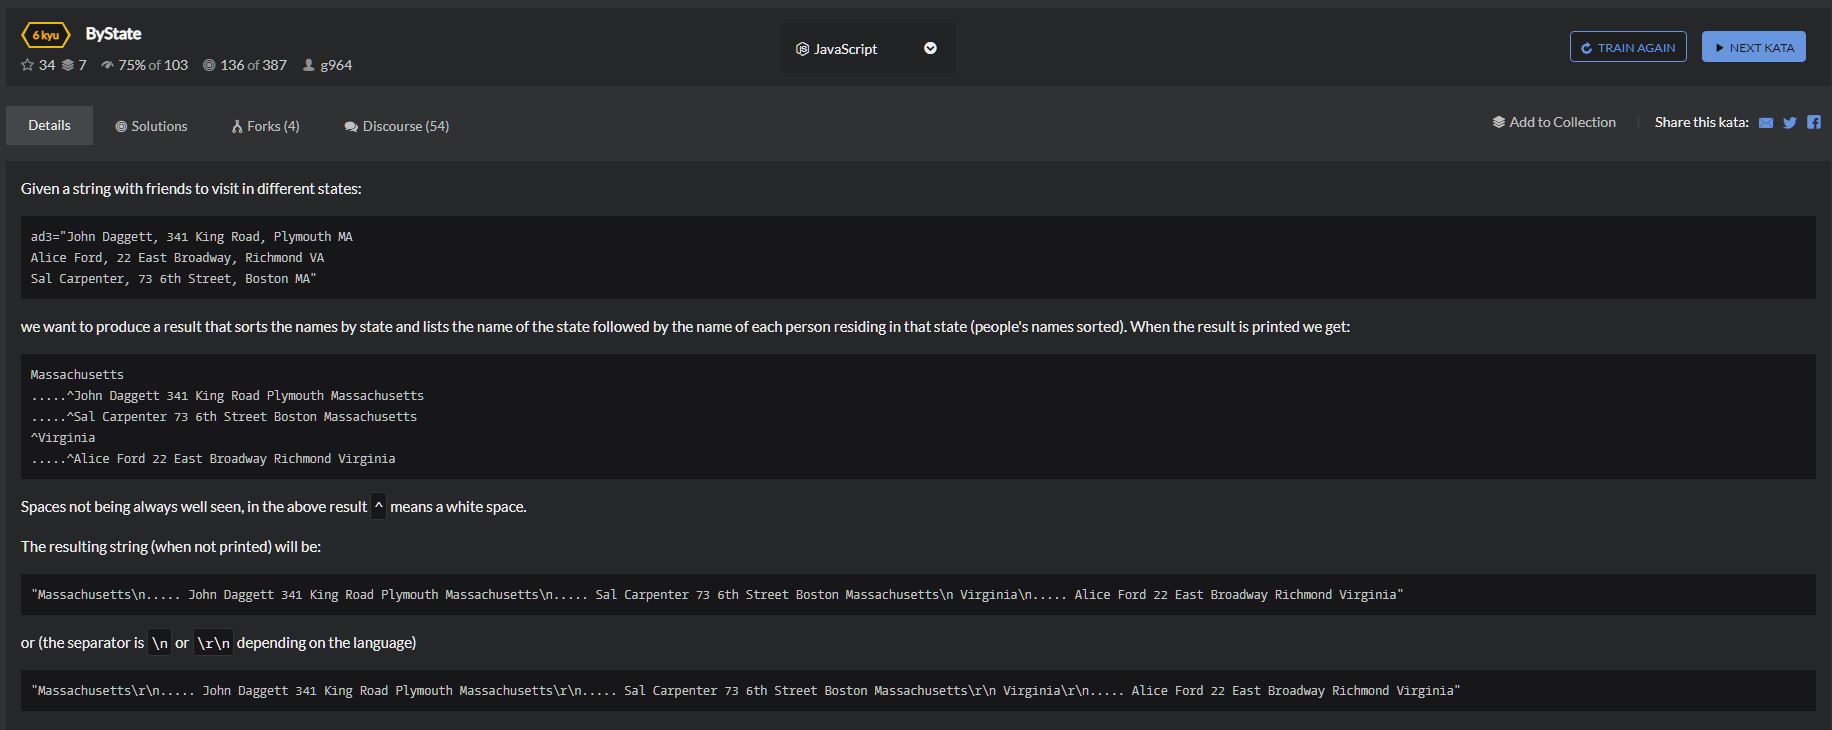 6 kyu ByState
34 7 75% of 103 136 of 387 g964
JS JavaScript
TRAIN AGAIN
NEXT KATA
Details Solutions Forks (4) Discourse (54)
Add to Collection Share this kata:
Given a string with friends to visit in different states:
ad3="John Daggett, 341 King Road, Plymouth MA
Alice Ford, 22 East Broadway, Richmond VA
Sal Carpenter, 73 6th Street, Boston MA"
we want to produce a result that sorts the names by state and lists the name of the state followed by the name of each person residing in that state (people's names sorted). When the result is printed we get:
Massachusetts
.....^John Daggett 341 King Road Plymouth Massachusetts
.....^Sal Carpenter 73 6th Street Boston Massachusetts
^Virginia
.....^Alice Ford 22 East Broadway Richmond Virginia
Spaces not being always well seen, in the above result ^ means a white space.
The resulting string (when not printed) will be:
"Massachusetts\n..... John Daggett 341 King Road Plymouth Massachusetts\n..... Sal Carpenter 73 6th Street Boston Massachusetts\n Virginia\n..... Alice Ford 22 East Broadway Richmond Virginia"
or (the separator is \n or \r\n depending on the language)
"Massachusetts\r\n..... John Daggett 341 King Road Plymouth Massachusetts\r\n..... Sal Carpenter 73 6th Street Boston Massachusetts\r\n Virginia\r\n..... Alice Ford 22 East Broadway Richmond Virginia"